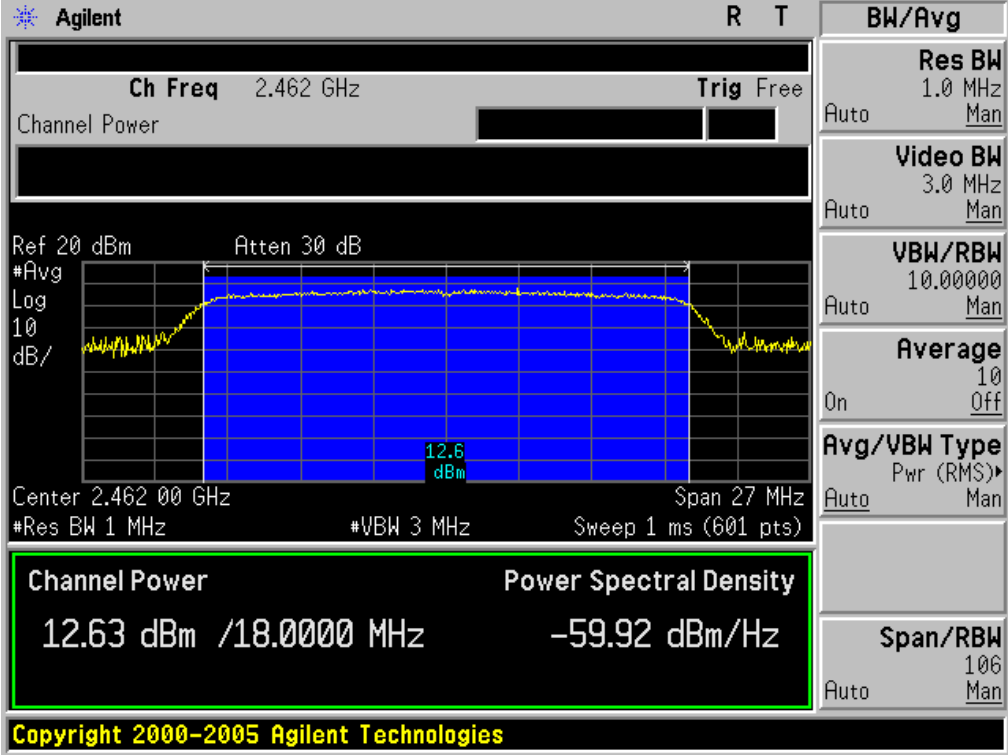 Agilent R T
Ch Freq 2.462 GHz Trig Free
Channel Power
Ref 20 dBm Atten 30 dB
#Avg
Log
10
dB/
12.6
dBm
Center 2.462 00 GHz Span 27 MHz
#Res BW 1 MHz #VBW 3 MHz Sweep 1 ms (601 pts)
Channel Power Power Spectral Density
12.63 dBm /18.0000 MHz -59.92 dBm/Hz
Copyright 2000-2005 Agilent Technologies
BW/Avg
Res BW
1.0 MHz
Auto Man
Video BW
3.0 MHz
Auto Man
VBW/RBW
10.00000
Auto Man
Average
10
On Off
Avg/VBW Type
Pwr (RMS)
Auto Man
Span/RBW
106
Auto Man